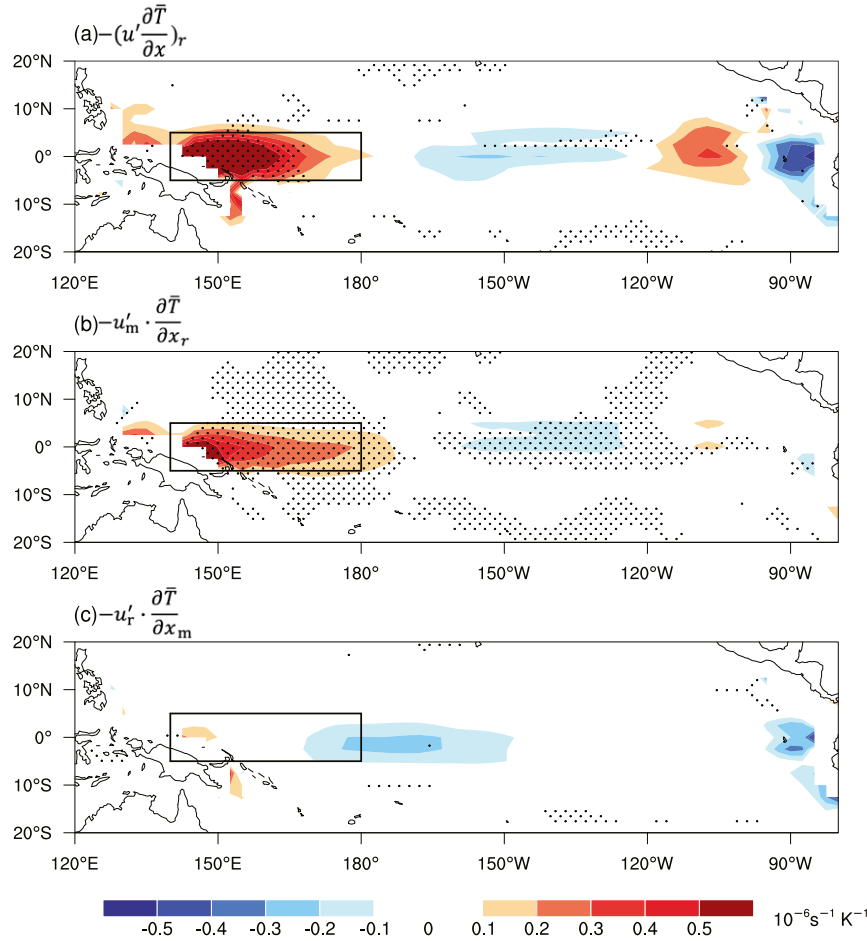 (a)−(u′ ∂T̄/∂x)r
20°N
10°N
0°
10°S
20°S
120°E 150°E 180° 150°W 120°W 90°W
(b)−u′m · ∂T̄/∂xr
20°N
10°N
0°
10°S
20°S
120°E 150°E 180° 150°W 120°W 90°W
(c)−u′r · ∂T̄/∂xm
20°N
10°N
0°
10°S
20°S
120°E 150°E 180° 150°W 120°W 90°W
-0.5 -0.4 -0.3 -0.2 -0.1 0 0.1 0.2 0.3 0.4 0.5 10⁻⁶s⁻¹ K⁻¹